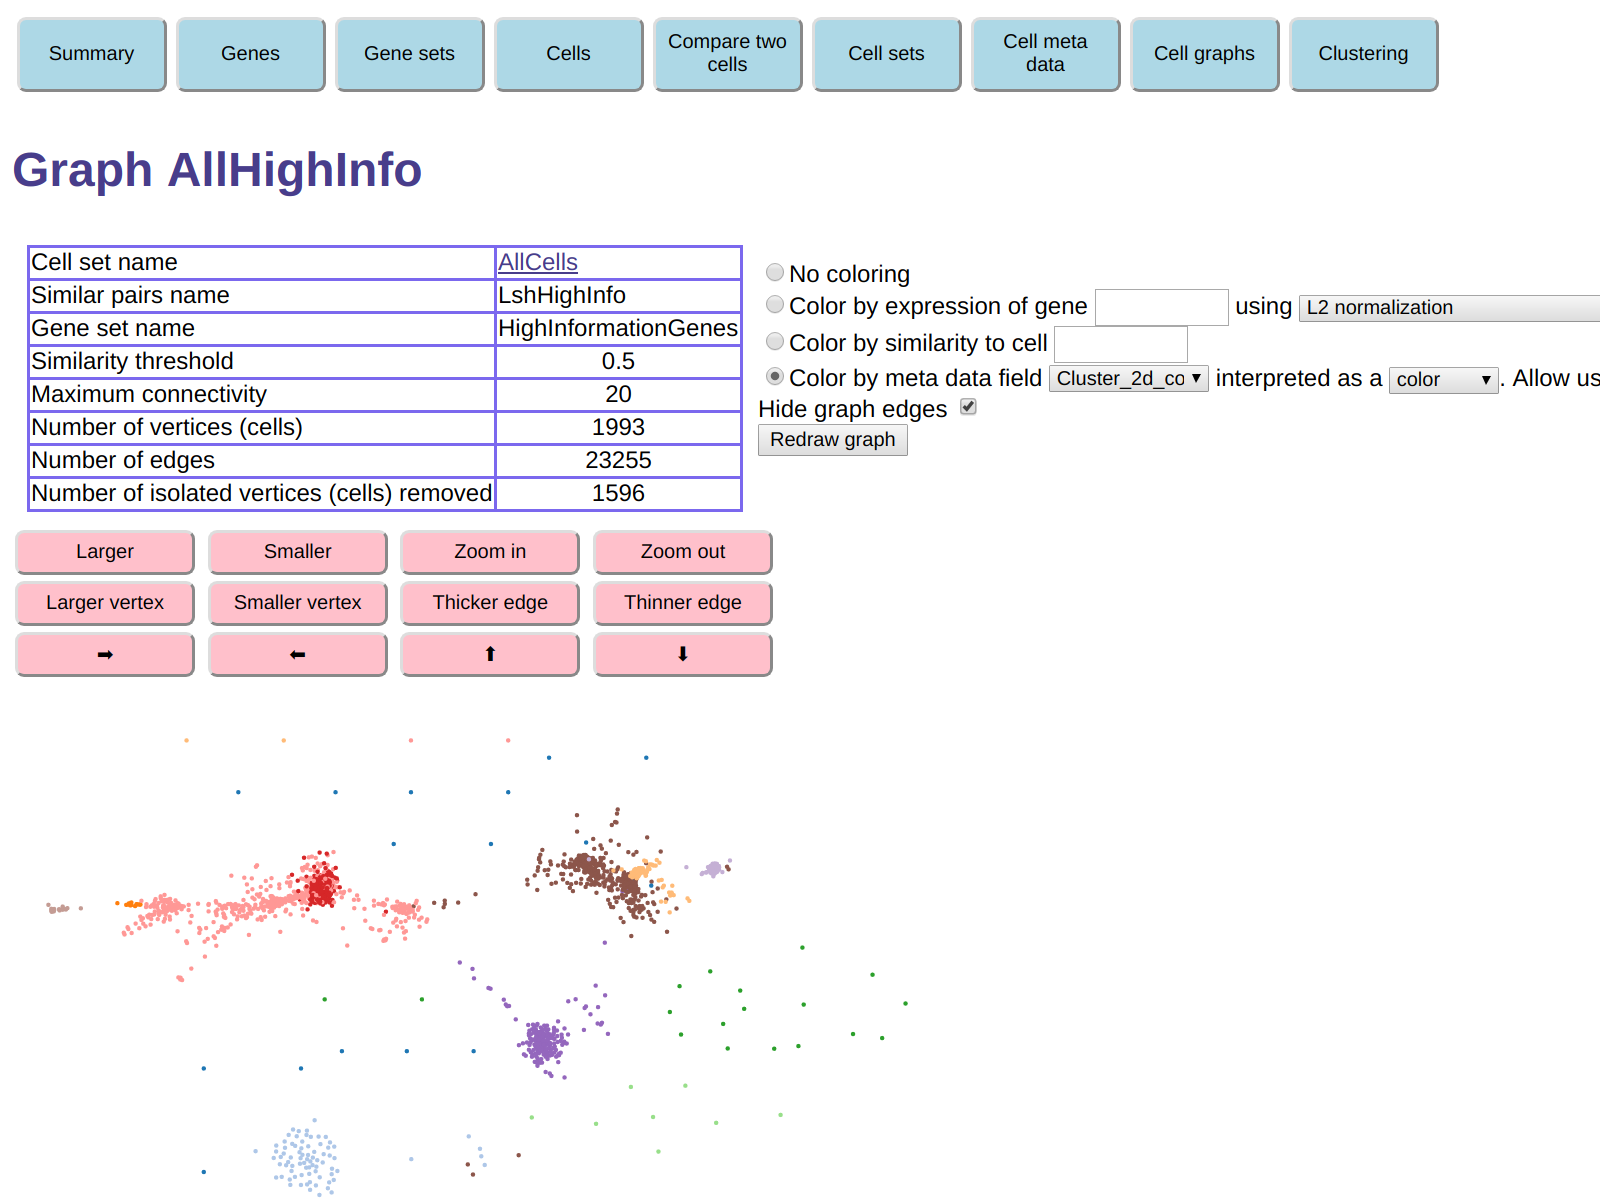 Summary
Genes
Gene sets
Cells
Compare two
cells
Cell sets
Cell meta
data
Cell graphs
Clustering
Graph AllHighInfo
Cell set name AllCells
Similar pairs name LshHighInfo
Gene set name HighInformationGenes
Similarity threshold 0.5
Maximum connectivity 20
Number of vertices (cells) 1993
Number of edges 23255
Number of isolated vertices (cells) removed 1596
No coloring
Color by expression of gene using L2 normalization
Color by similarity to cell
Color by meta data field Cluster_2d_co interpreted as a color . Allow us
Hide graph edges
Redraw graph
Larger Smaller Zoom in Zoom out
Larger vertex Smaller vertex Thicker edge Thinner edge
➡ ⬅ ⬆ ⬇